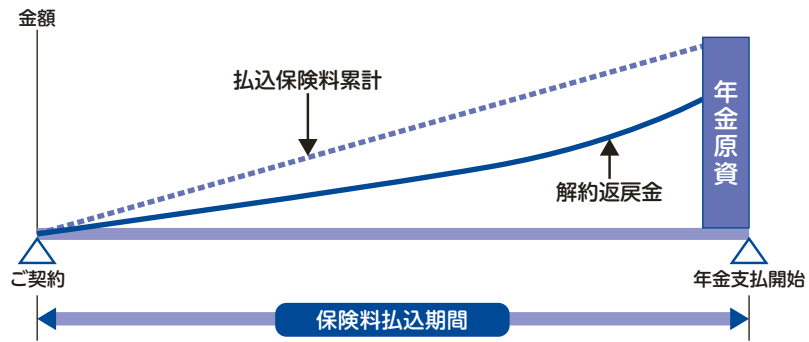 金額
払込保険料累計
年金原資
解約返戻金
ご契約
年金支払開始
保険料払込期間